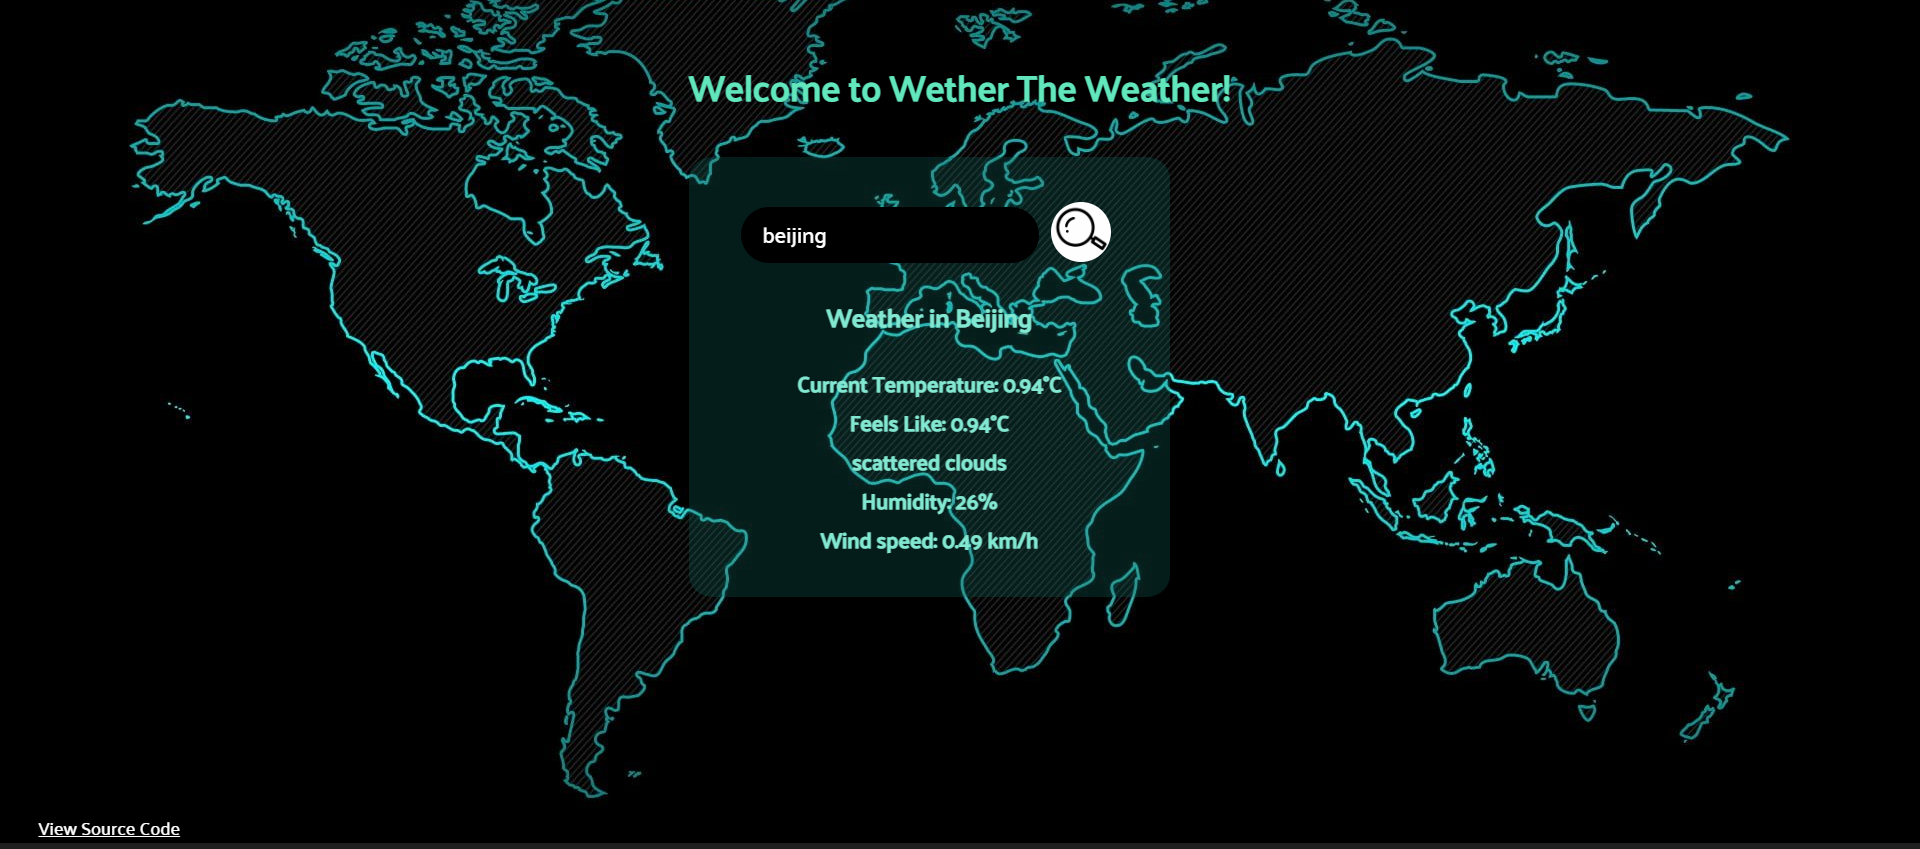 Welcome to Wether The Weather!
beijing
Weather in Beijing
Current Temperature: 0.94°C
Feels Like: 0.94°C
scattered clouds
Humidity: 26%
Wind speed: 0.49 km/h
View Source Code